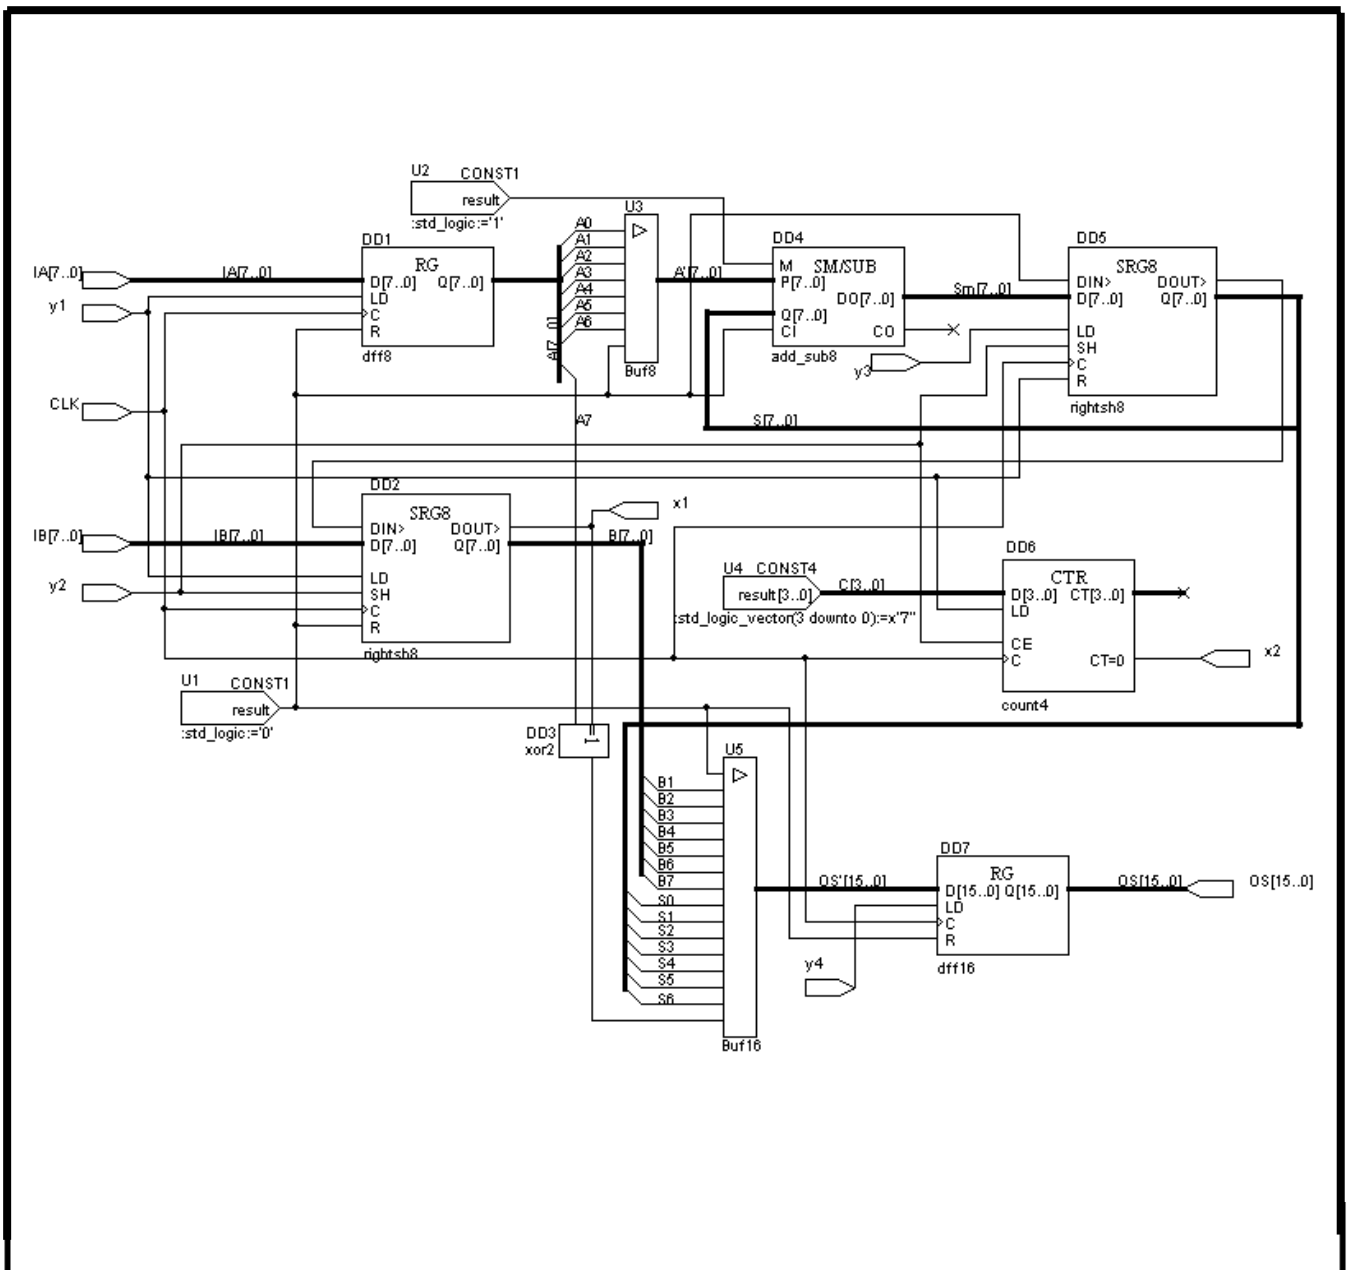 U2 CONST1
result
:std_logic:='1'
U3
A0
A1
A2
A3
A4
A5
A6
A[7..0]
Buf8
A7
DD1
RG
IA[7..0]
IA[7..0]
D[7..0] Q[7..0]
LD
C
R
dff8
y1
CLK
A'[7..0]
DD4
M SM/SUB
P[7..0]
DO[7..0]
Q[7..0]
CI CO
add_sub8
y3
Sm[7..0]
DD5
SRG8
DIN> DOUT>
D[7..0] Q[7..0]
LD
SH
C
R
rightsh8
S[7..0]
DD2
SRG8
DIN> DOUT>
D[7..0] Q[7..0]
LD
SH
C
R
rightsh8
IB[7..0]
IB[7..0]
y2
x1
B[7..0]
U4 CONST4
result[3..0]
:std_logic_vector(3 downto 0):=x"7"
C[3..0]
DD6
CTR
D[3..0] CT[3..0]
LD
CE
C CT=0
count4
x2
U1 CONST1
result
:std_logic:='0'
DD3
xor2
=1
U5
B1
B2
B3
B4
B5
B6
B7
S0
S1
S2
S3
S4
S5
S6
Buf16
OS'[15..0]
DD7
RG
D[15..0] Q[15..0]
LD
C
R
dff16
y4
OS[15..0]
OS[15..0]